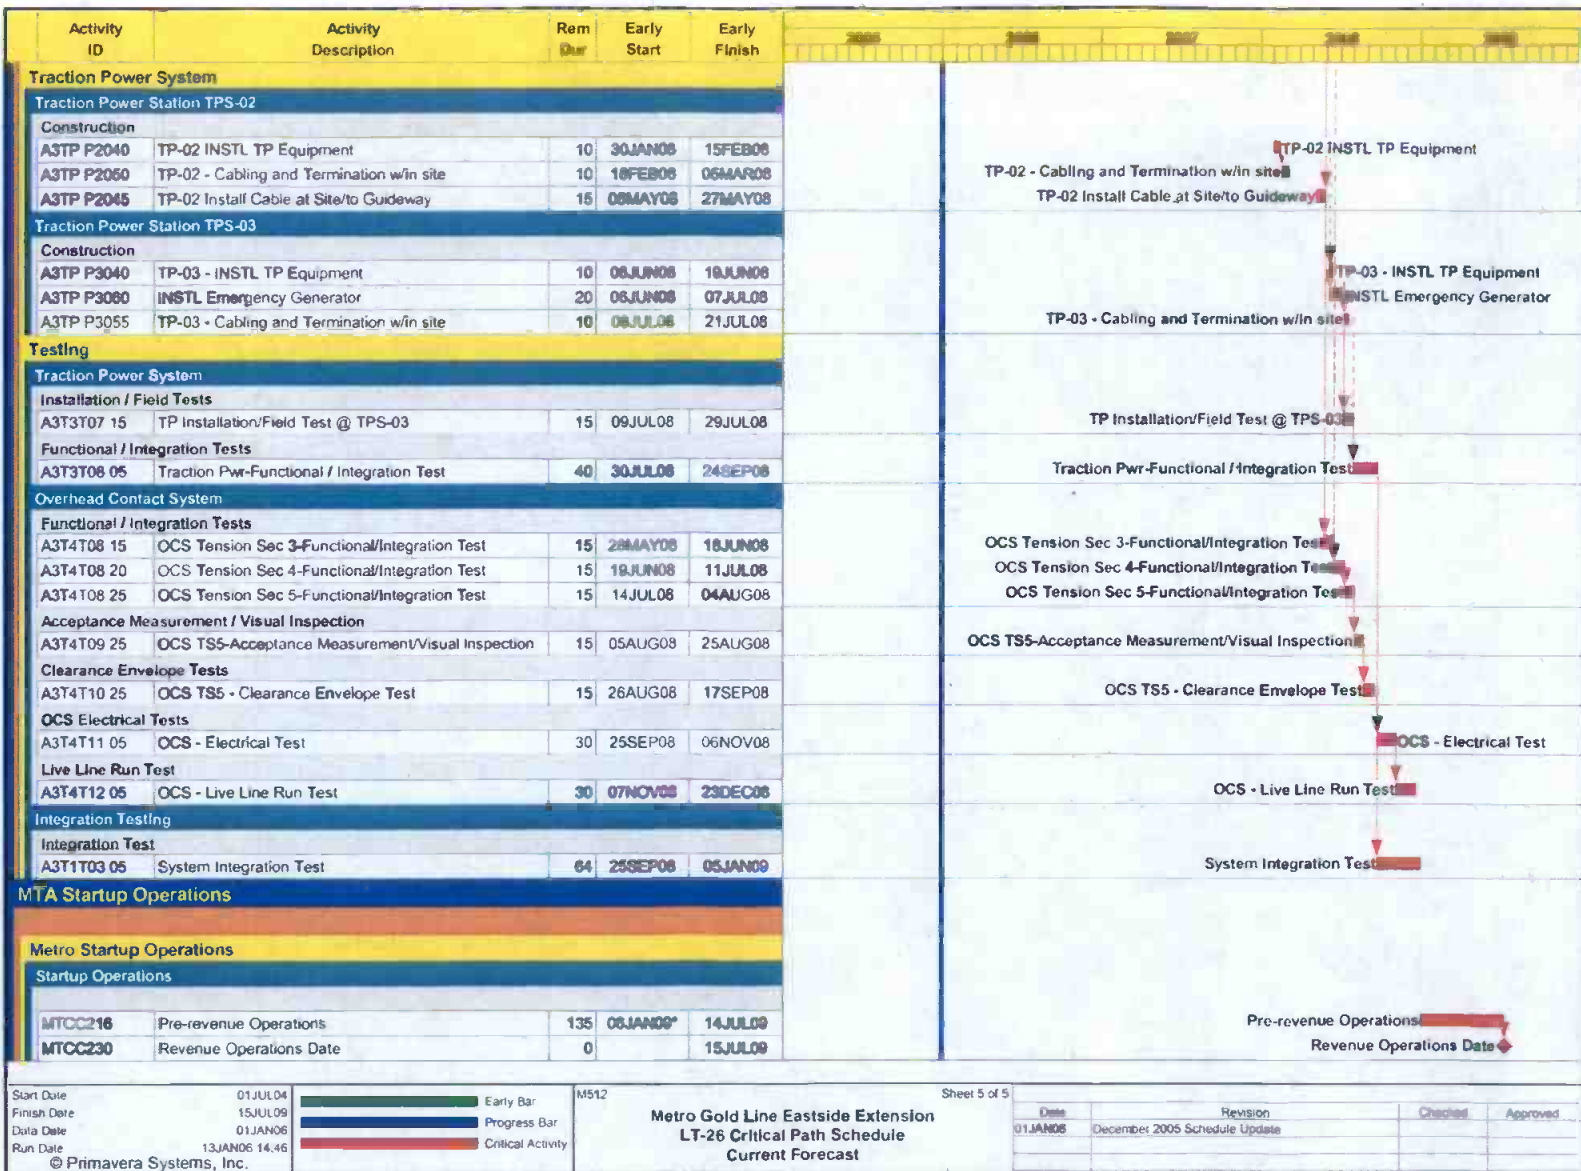 Activity ID Activity Description Rem Dur Early Start Early Finish 2005 2006 2007 2008 2009
Traction Power System
Traction Power Station TPS-02
Construction
A3TP P2040 TP-02 INSTL TP Equipment 10 30JAN08 15FEB08 TP-02 INSTL TP Equipment
A3TP P2050 TP-02 - Cabling and Termination w/in site 10 18FEB08 06MAR08 TP-02 - Cabling and Termination w/in site
A3TP P2045 TP-02 Install Cable at Site/to Guideway 15 06MAY08 27MAY08 TP-02 Install Cable at Site/to Guideway
Traction Power Station TPS-03
Construction
A3TP P3040 TP-03 - INSTL TP Equipment 10 06JUN08 19JUN08 TP-03 - INSTL TP Equipment
A3TP P3060 INSTL Emergency Generator 20 06JUN08 07JUL08 INSTL Emergency Generator
A3TP P3055 TP-03 - Cabling and Termination w/in site 10 08JUL08 21JUL08 TP-03 - Cabling and Termination w/in site
Testing
Traction Power System
Installation / Field Tests
A3T3T07 15 TP Installation/Field Test @ TPS-03 15 09JUL08 29JUL08 TP Installation/Field Test @ TPS-03
Functional / Integration Tests
A3T3T08 05 Traction Pwr-Functional / Integration Test 40 30JUL08 24SEP08 Traction Pwr-Functional / Integration Test
Overhead Contact System
Functional / Integration Tests
A3T4T08 15 OCS Tension Sec 3-Functional/Integration Test 15 28MAY08 18JUN08 OCS Tension Sec 3-Functional/Integration Test
A3T4T08 20 OCS Tension Sec 4-Functional/Integration Test 15 19JUN08 11JUL08 OCS Tension Sec 4-Functional/Integration Te
A3T4T08 25 OCS Tension Sec 5-Functional/Integration Test 15 14JUL08 04AUG08 OCS Tension Sec 5-Functional/Integration Tes
Acceptance Measurement / Visual Inspection
A3T4T09 25 OCS TS5-Acceptance Measurement/Visual Inspection 15 05AUG08 25AUG08 OCS TS5-Acceptance Measurement/Visual Inspection
Clearance Envelope Tests
A3T4T10 25 OCS TS5 - Clearance Envelope Test 15 26AUG08 17SEP08 OCS TS5 - Clearance Envelope Test
OCS Electrical Tests
A3T4T11 05 OCS - Electrical Test 30 25SEP08 06NOV08 OCS - Electrical Test
Live Line Run Test
A3T4T12 05 OCS - Live Line Run Test 30 07NOV08 23DEC08 OCS - Live Line Run Test
Integration Testing
Integration Test
A3T1T03 05 System Integration Test 64 25SEP08 05JAN09 System Integration Test
MTA Startup Operations
Metro Startup Operations
Startup Operations
MTCC216 Pre-revenue Operations 135 06JAN09* 14JUL09 Pre-revenue Operations
MTCC230 Revenue Operations Date 0 15JUL09 Revenue Operations Date
Start Date 01JUL04
Finish Date 15JUL09
Data Date 01JAN06
Run Date 13JAN06 14:46
© Primavera Systems, Inc.
Early Bar
Progress Bar
Critical Activity
M512 Sheet 5 of 5
Metro Gold Line Eastside Extension
LT-26 Critical Path Schedule
Current Forecast
Date Revision Checked Approved
01JAN06 December 2005 Schedule Update